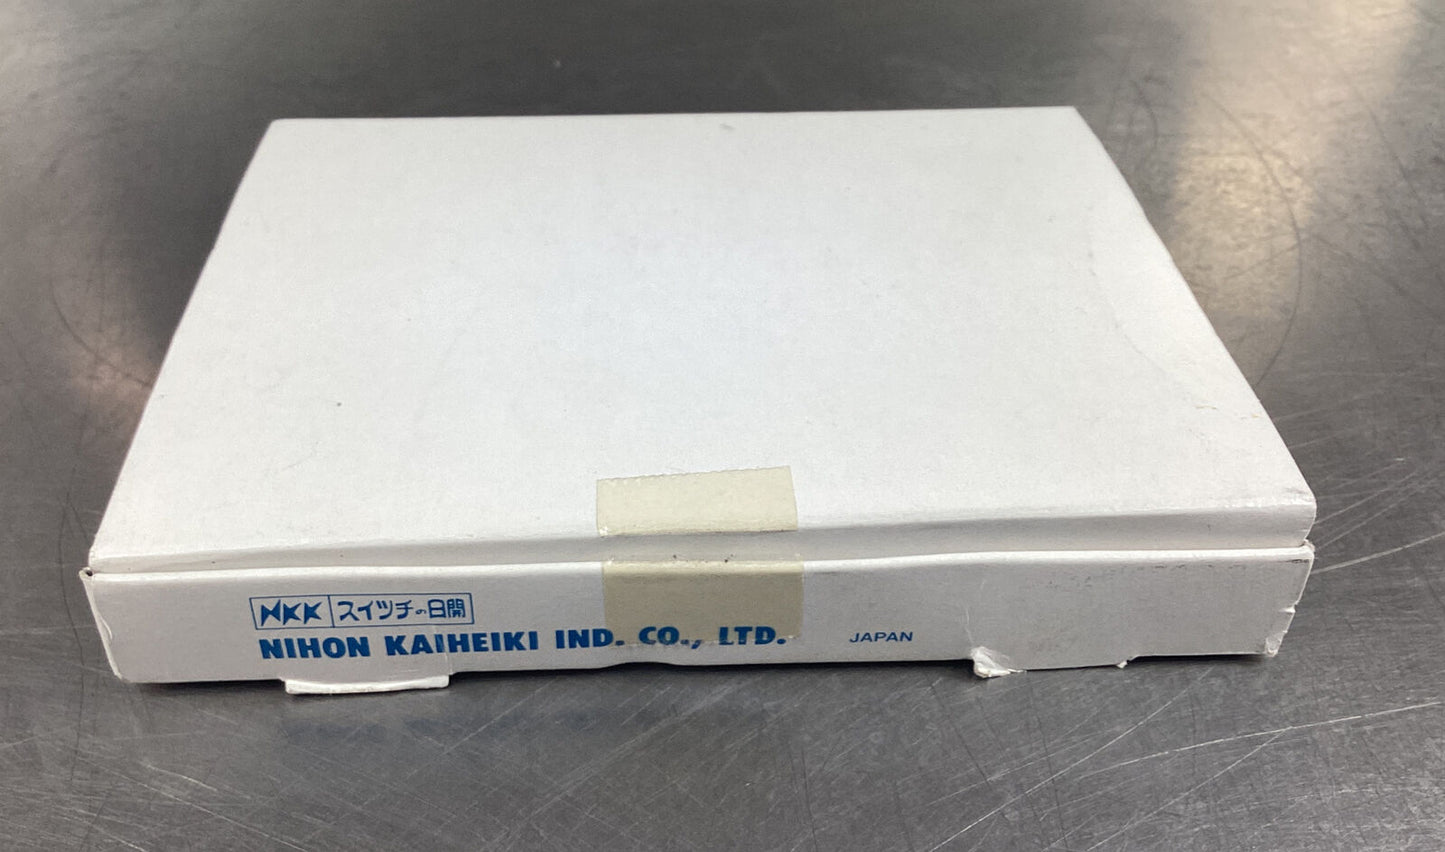 NKK スイッチの日開
NIHON KAIHEIKI IND. CO., LTD. JAPAN